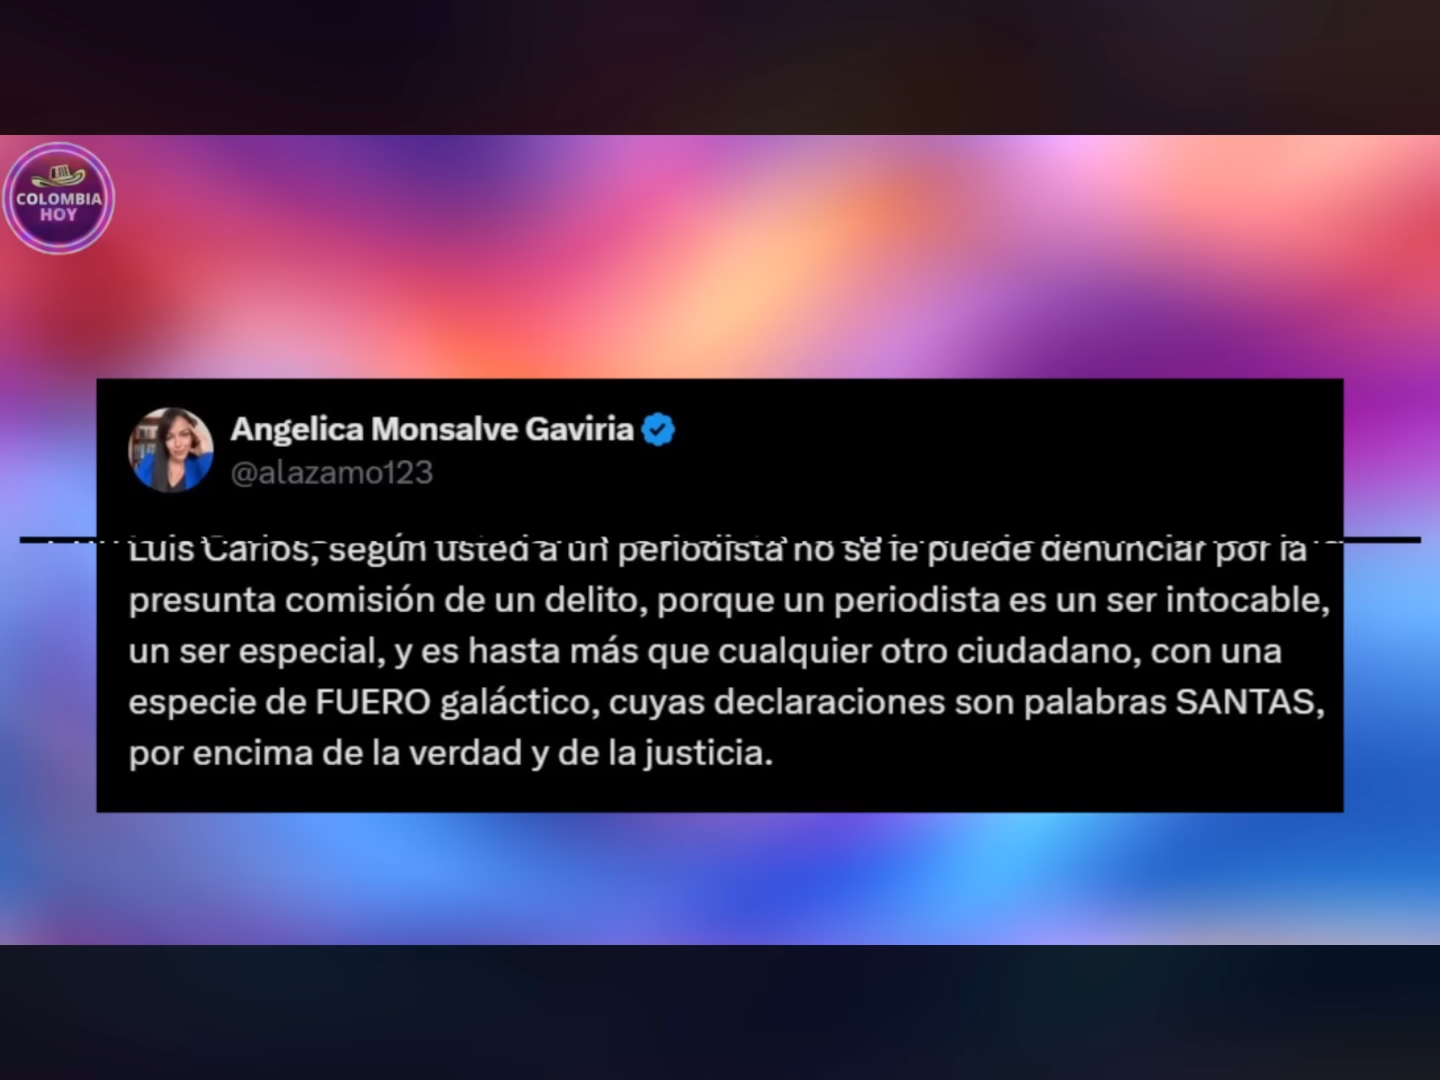 COLOMBIA
HOY
Angelica Monsalve Gaviria
@alazamo123
Luis Carlos, según usted a un periodista no se le puede denunciar por la
presunta comisión de un delito, porque un periodista es un ser intocable,
un ser especial, y es hasta más que cualquier otro ciudadano, con una
especie de FUERO galáctico, cuyas declaraciones son palabras SANTAS,
por encima de la verdad y de la justicia.